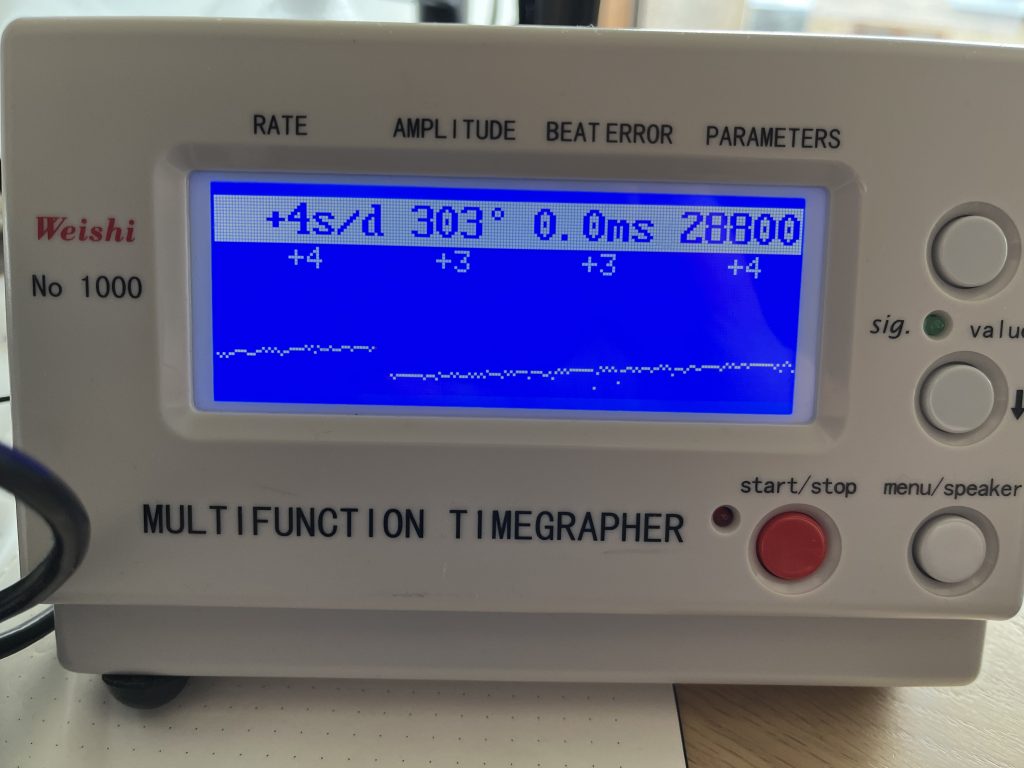 RATE AMPLITUDE BEAT ERROR PARAMETERS
+4s/d 303° 0.0ms 28800
+4 +3 +3 +4
Weishi
No 1000
sig. value
start/stop menu/speaker
MULTIFUNCTION TIMEGRAPHER